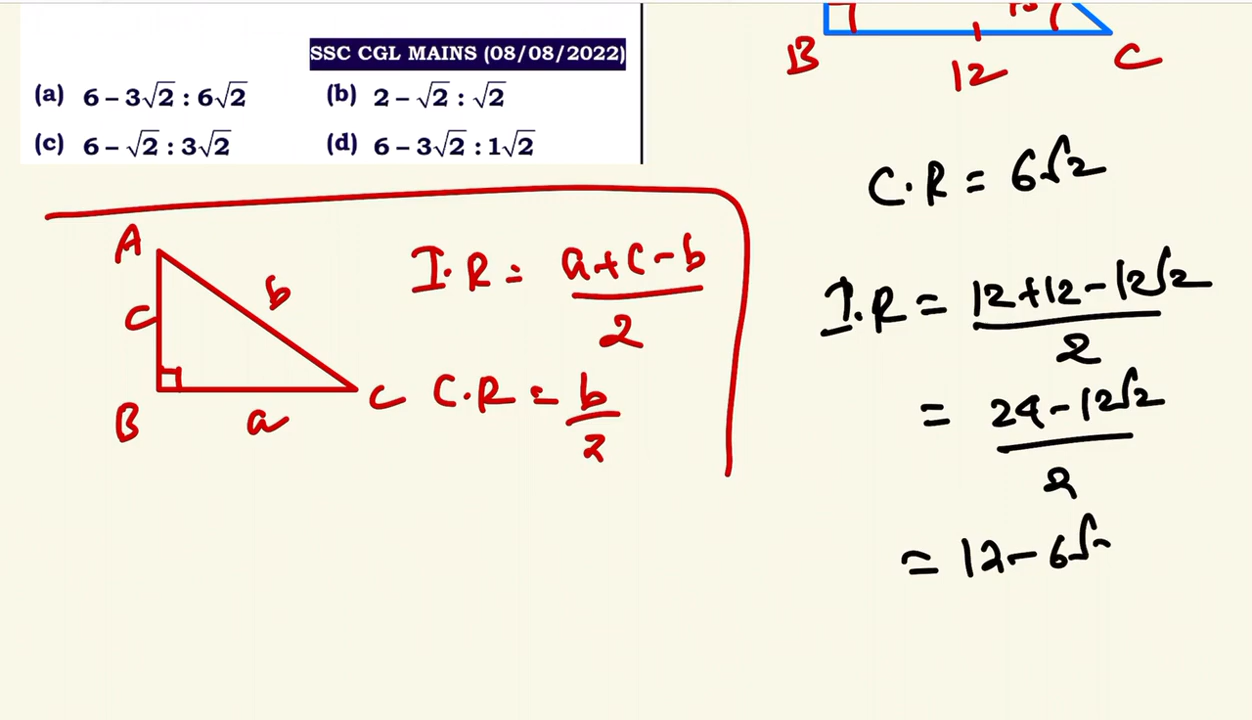 SSC CGL MAINS (08/08/2022)
(a) 6 – 3√2 : 6√2 (b) 2 – √2 : √2
(c) 6 – √2 : 3√2 (d) 6 – 3√2 : 1√2
B 12 C
C.R = 6√2
A
I.R = a+c-b
2
b
c
I.R = 12+12-12√2
2
B a C
C.R = b
2
= 24-12√2
2
= 12-6√